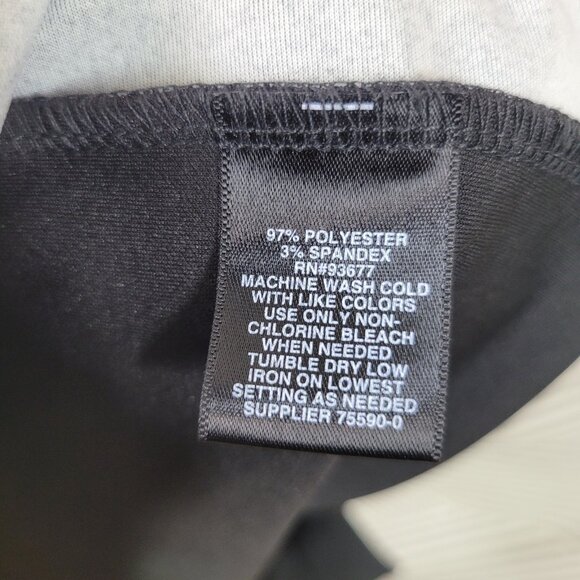 97% POLYESTER
3% SPANDEX
RN#93677
MACHINE WASH COLD
WITH LIKE COLORS
USE ONLY NON-
CHLORINE BLEACH
WHEN NEEDED
TUMBLE DRY LOW
IRON ON LOWEST
SETTING AS NEEDED
SUPPLIER 75590-0